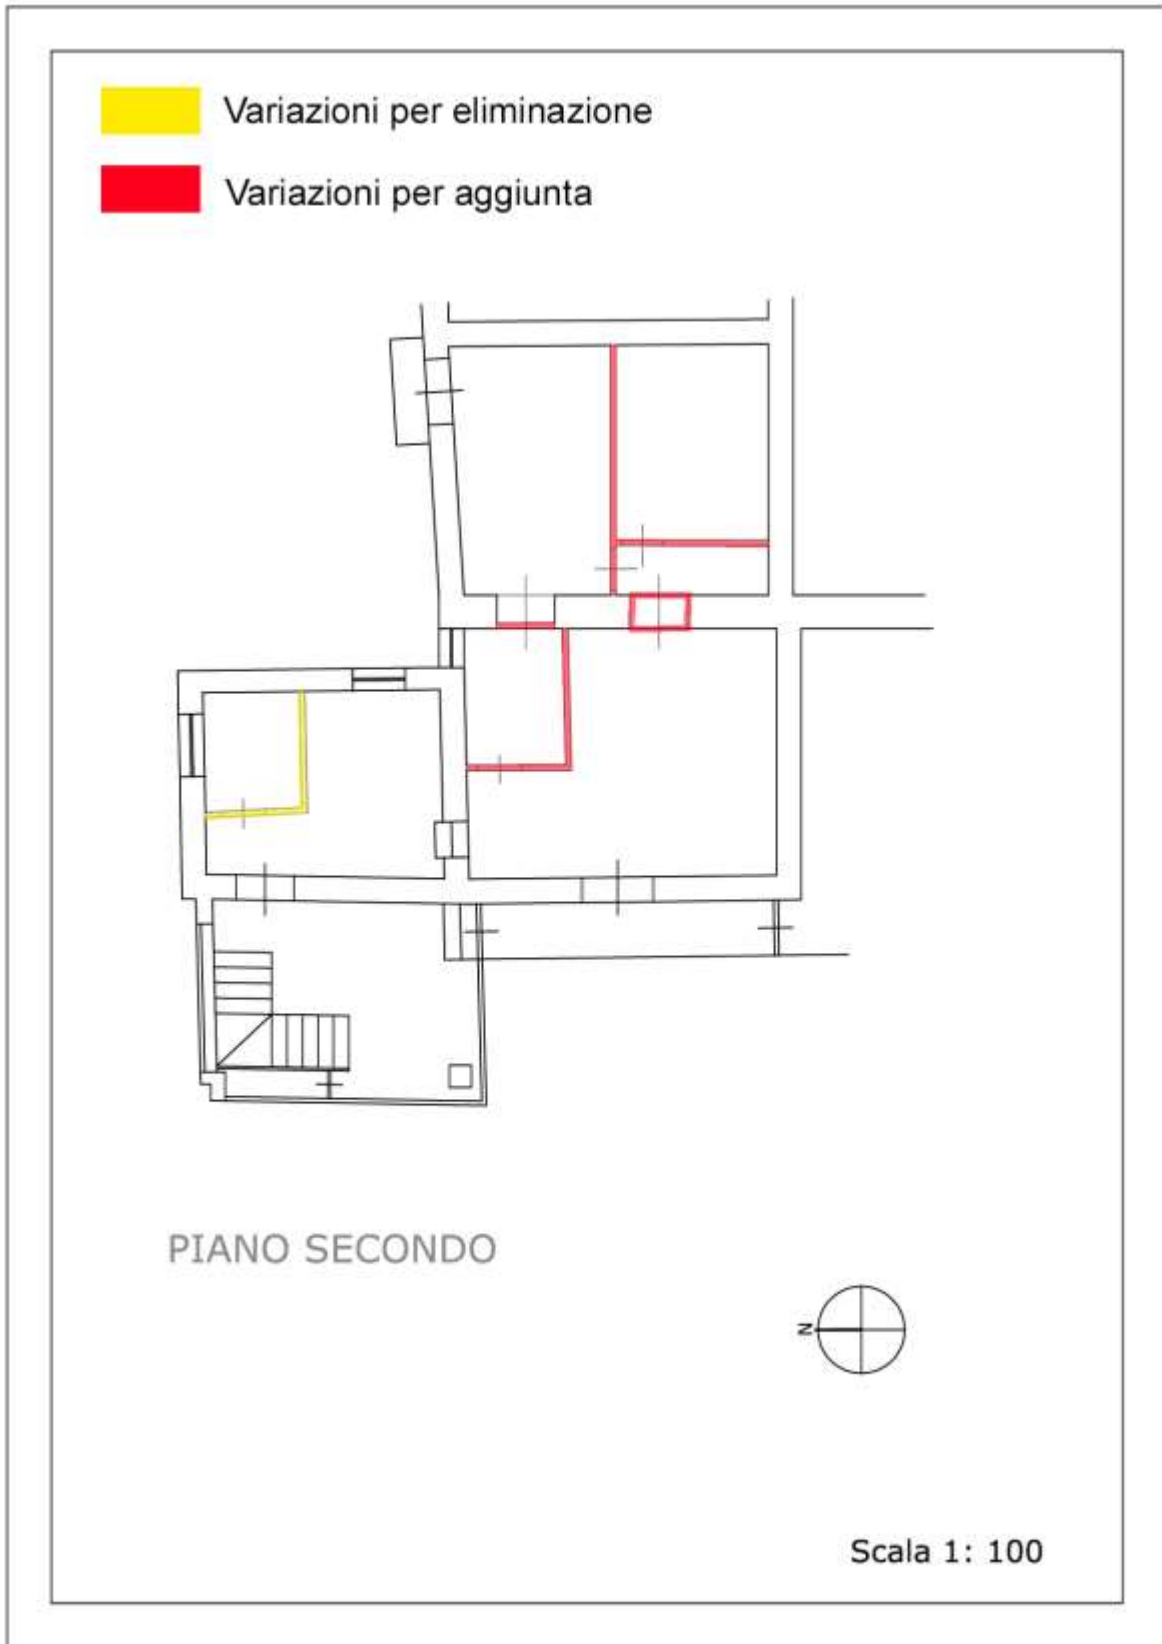 Variazioni per eliminazione
Variazioni per aggiunta
PIANO SECONDO
N
Scala 1: 100